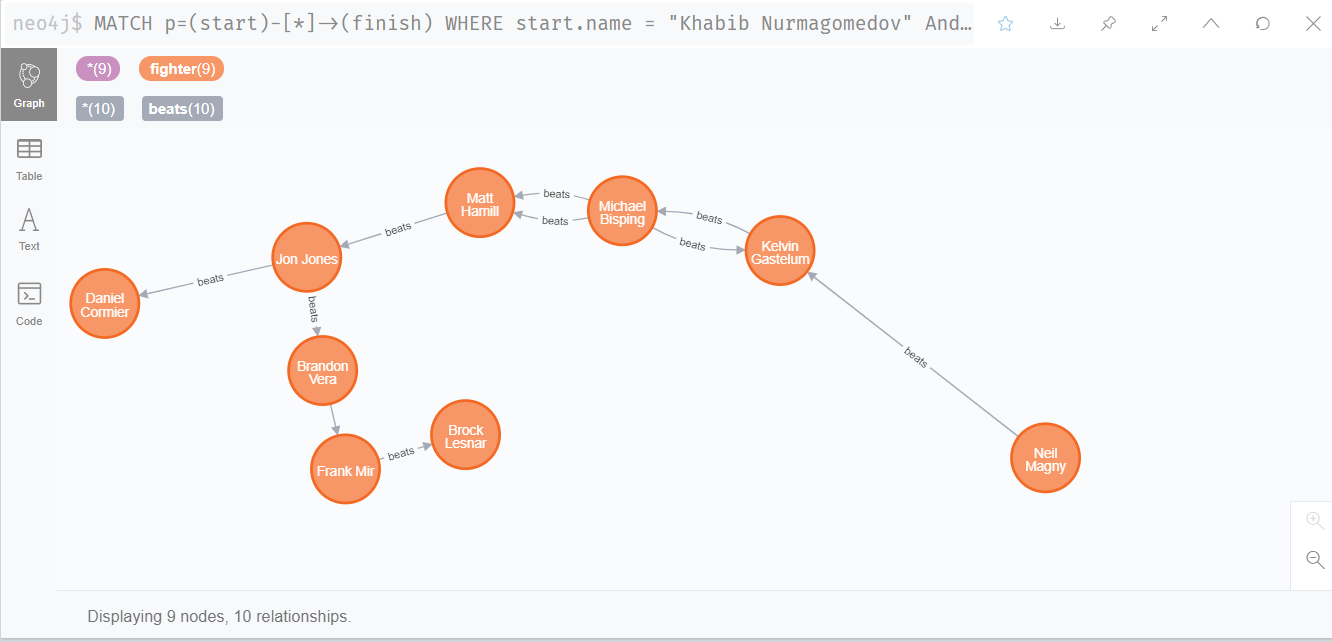 neo4j$ MATCH p=(start)-[*]->(finish) WHERE start.name = "Khabib Nurmagomedov" And…
*(9) fighter(9)
*(10) beats(10)
Graph
Table
Text
Code
Matt
Hamill
beats
beats
Michael
Bisping
beats
beats
Kelvin
Gastelum
beats
Jon Jones
beats
Daniel
Cormier
beats
Brandon
Vera
beats
Frank Mir
beats
Brock
Lesnar
Neil
Magny
Displaying 9 nodes, 10 relationships.